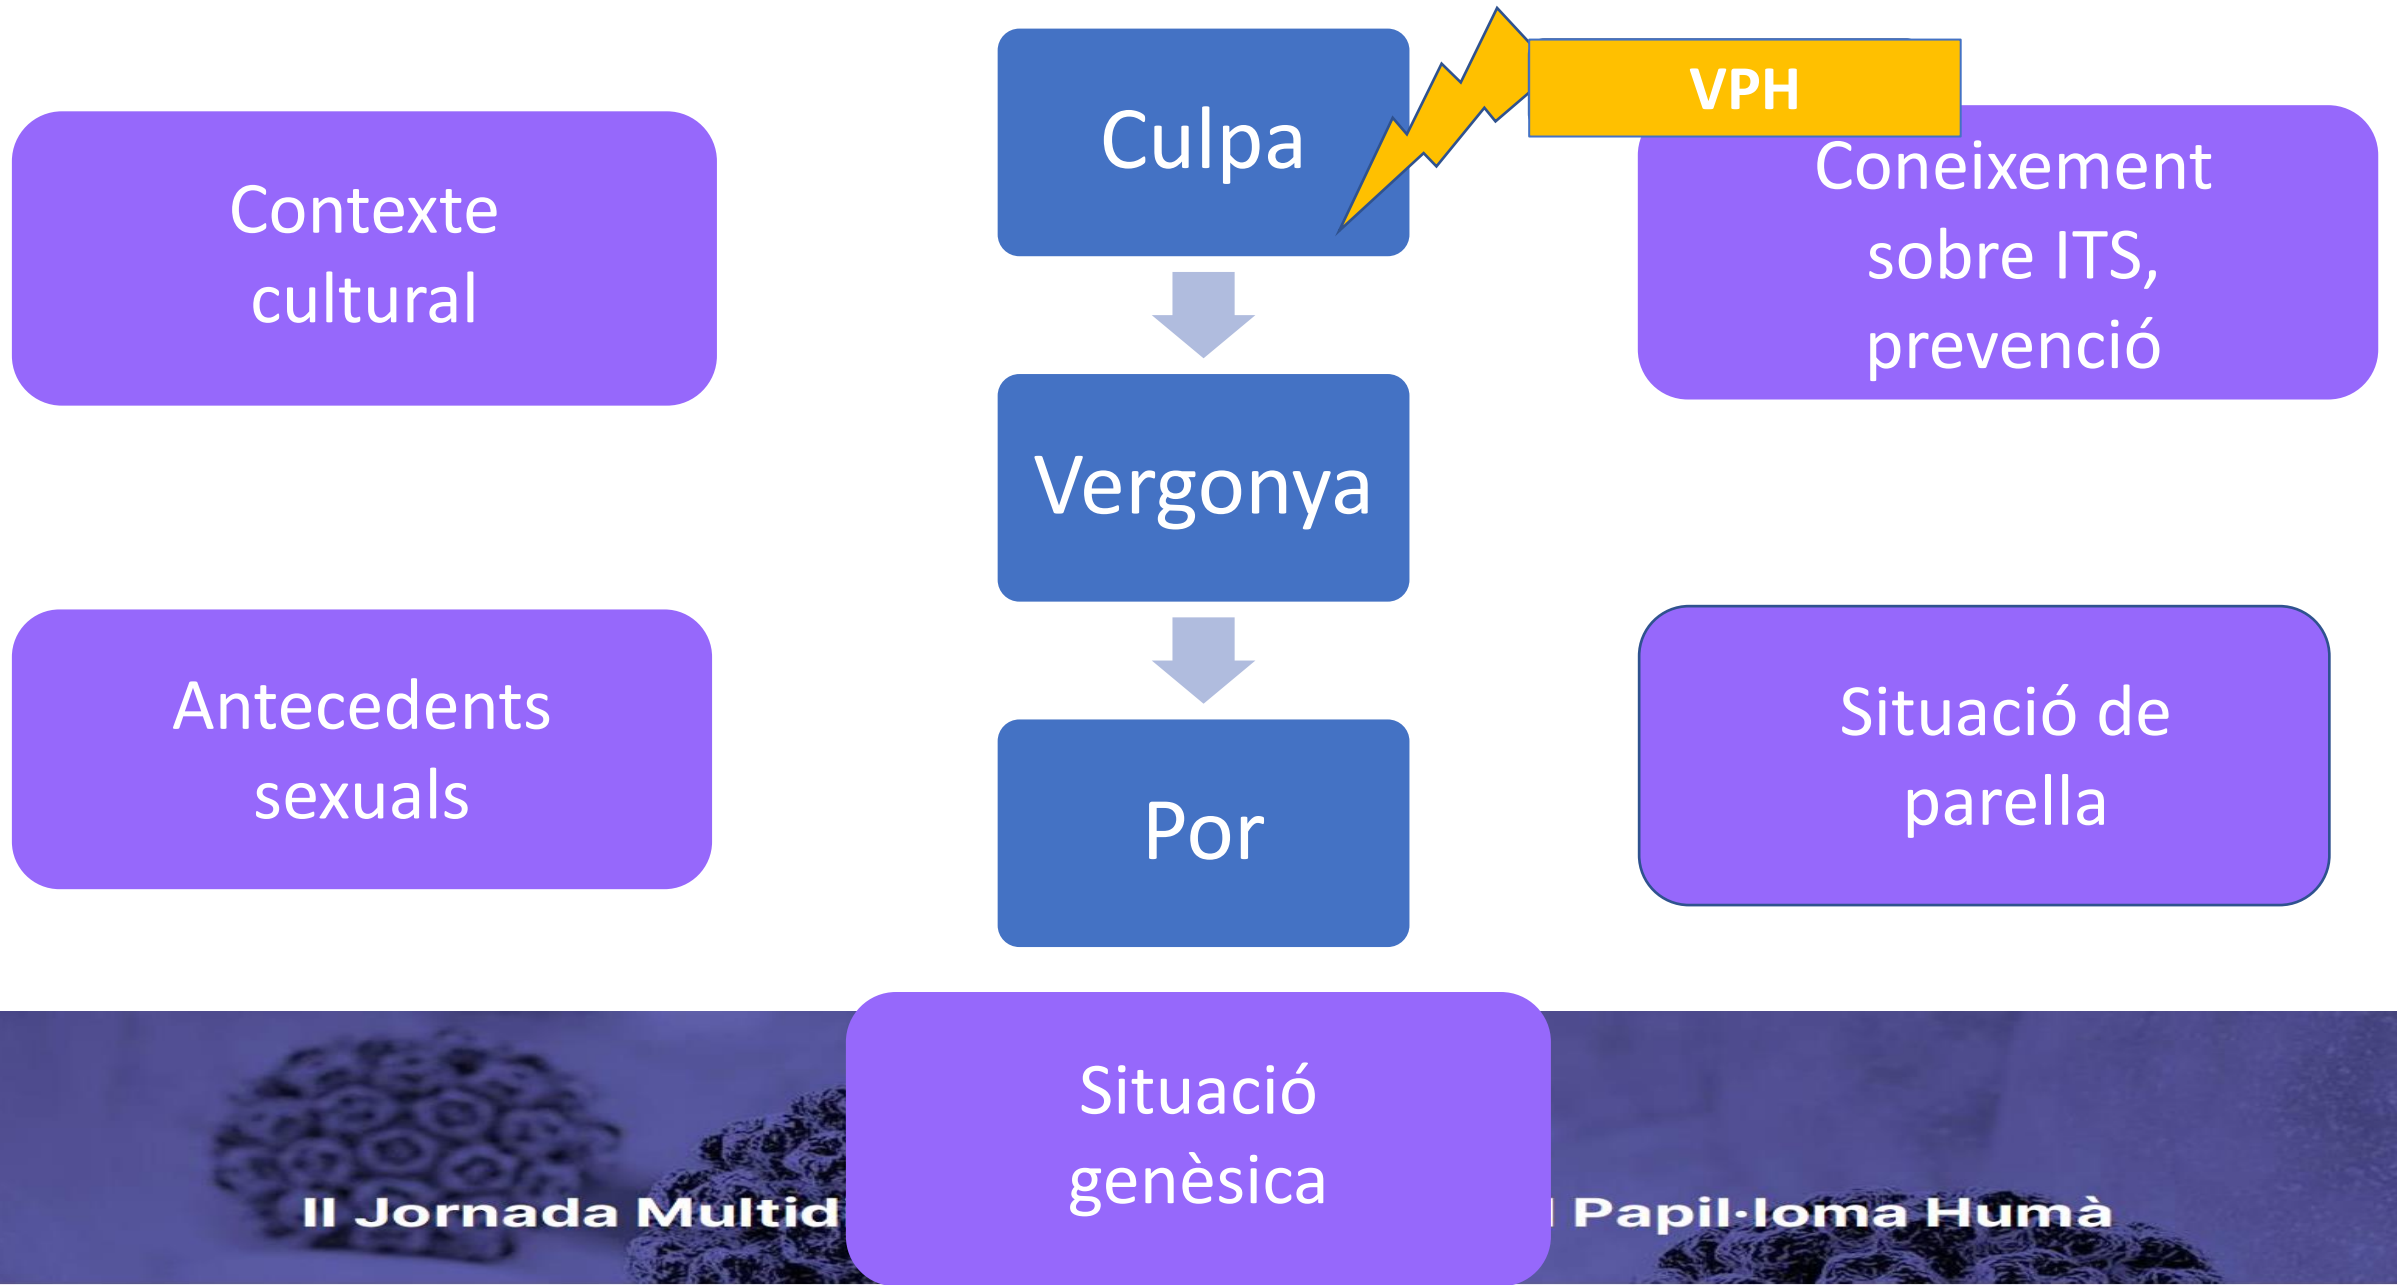 VPH
Culpa
Contexte
cultural
Coneixement
sobre ITS,
prevenció
Vergonya
Antecedents
sexuals
Situació de
parella
Por
Situació
genèsica
II Jornada Multid
Papil·loma Humà